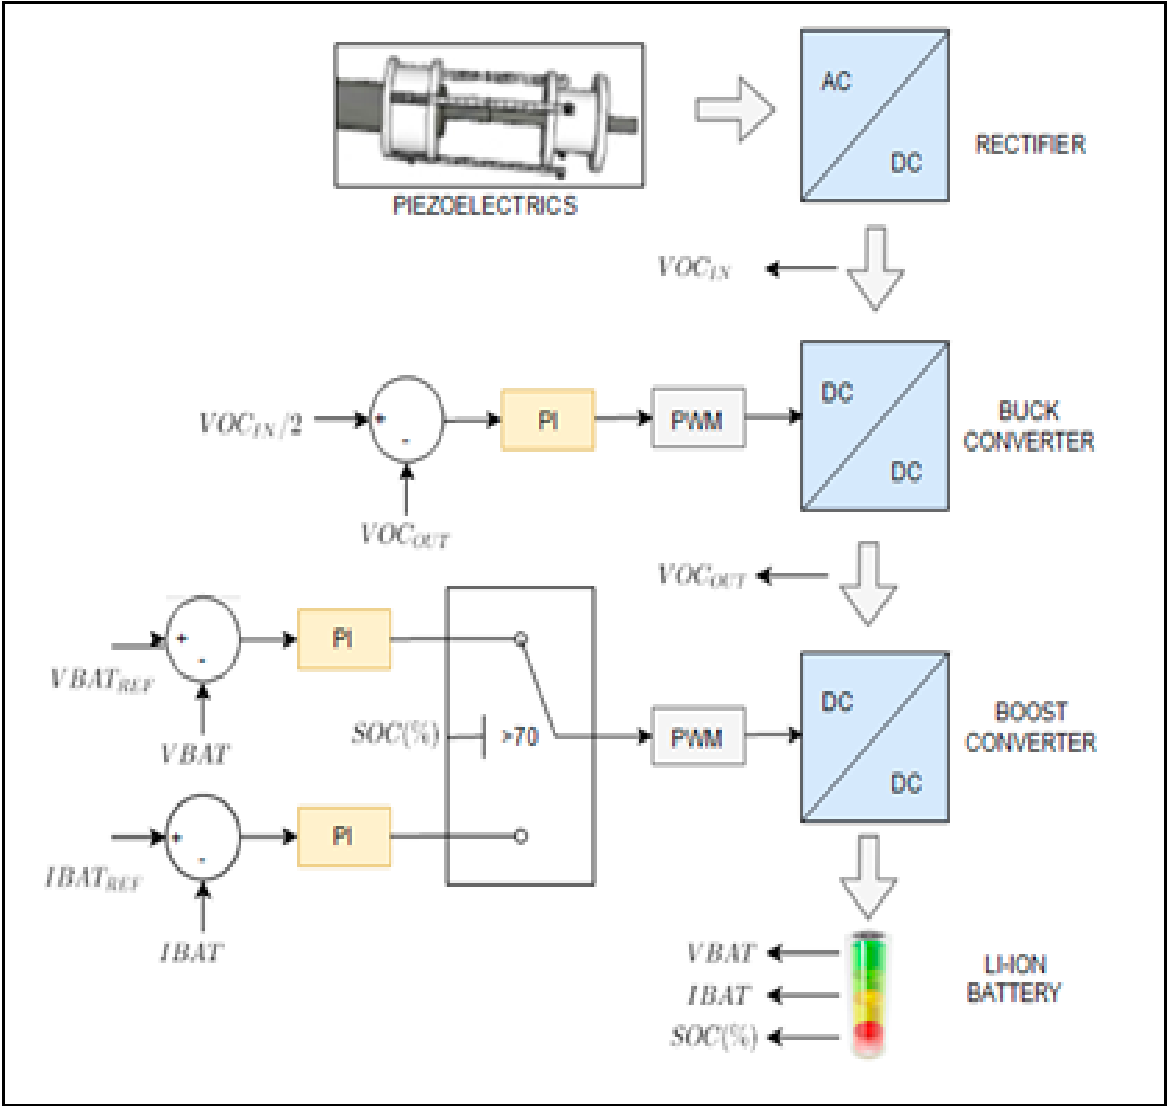 AC
DC
RECTIFIER
PIEZOELECTRICS
VOC_IN
DC
DC
BUCK
CONVERTER
VOC_IN/2
+
-
PI
PWM
VOC_OUT
VOC_OUT
+
-
PI
VBAT_REF
VBAT
SOC(%)
>70
PWM
DC
DC
BOOST
CONVERTER
+
-
PI
IBAT_REF
IBAT
VBAT
IBAT
SOC(%)
LI-ION
BATTERY